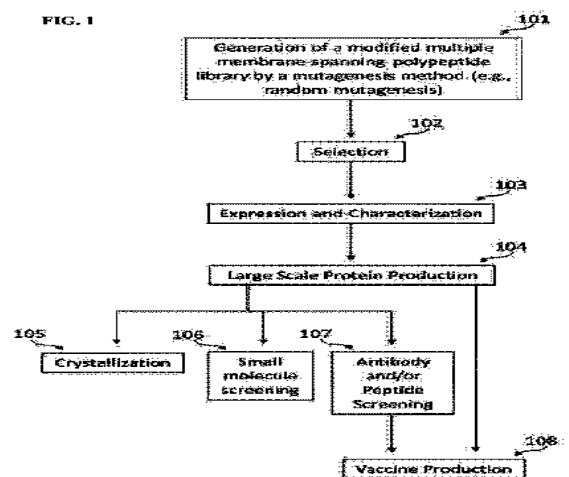 FIG. 1
101
Generation of a modified multiple
membrane-spanning polypeptide
library by a mutagenesis method (e.g.,
random mutagenesis)
102
Selection
103
Expression and Characterization
104
Large Scale Protein Production
105
Crystallization
106
Small
molecule
screening
107
Antibody
and/or
Peptide
Screening
108
Vaccine Production